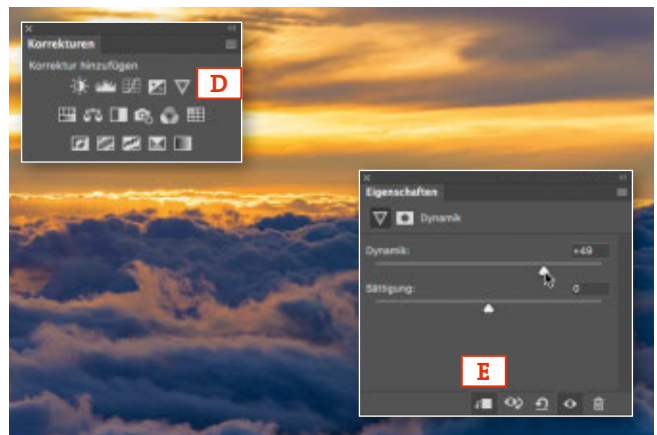 Korrekturen
Korrektur hinzufügen
D
Eigenschaften
Dynamik
Dynamik: +49
Sättigung: 0
E